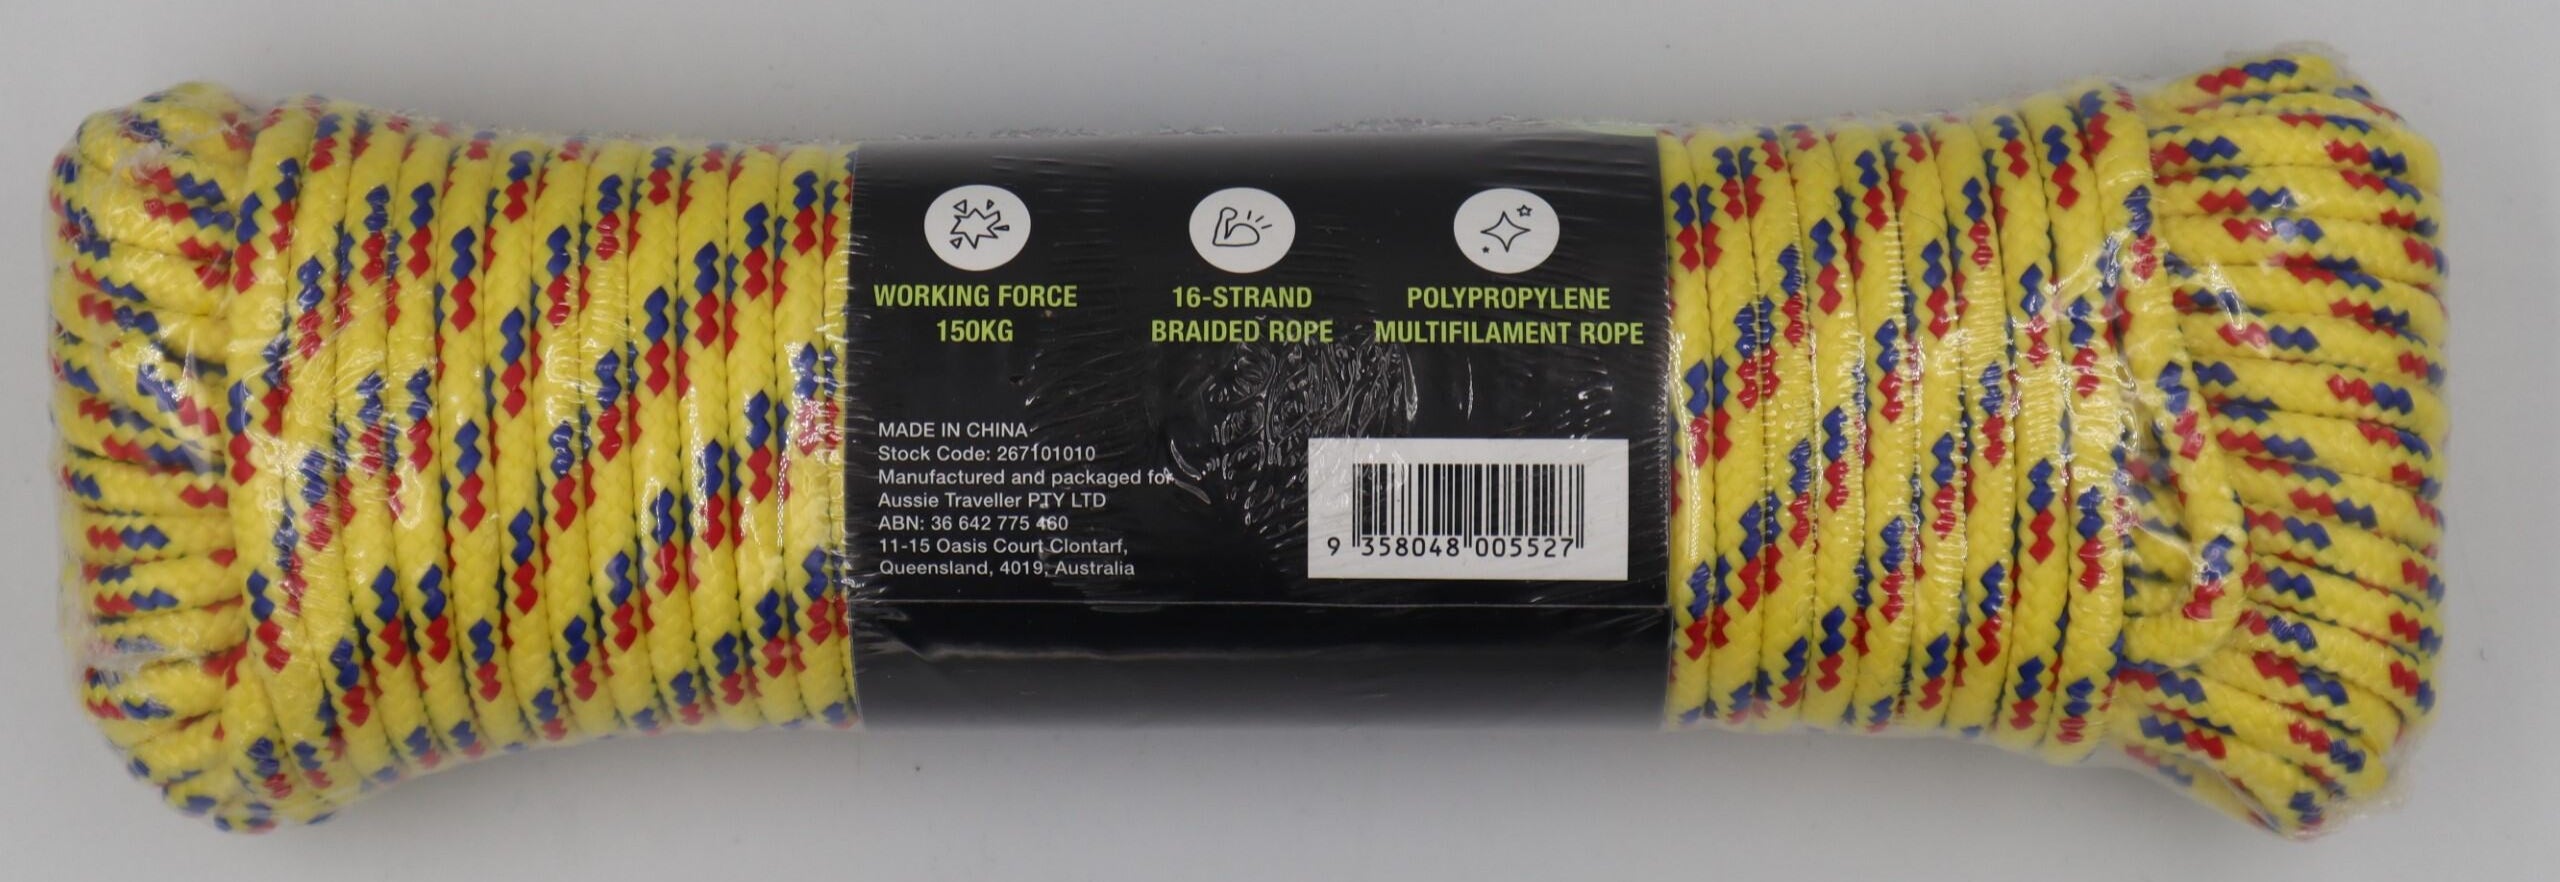 WORKING FORCE
150KG
16-STRAND
BRAIDED ROPE
POLYPROPYLENE
MULTIFILAMENT ROPE
MADE IN CHINA
Stock Code: 267101010
Manufactured and packaged for
Aussie Traveller PTY LTD
ABN: 36 642 775 460
11-15 Oasis Court Clontarf,
Queensland, 4019, Australia
9 358048 005527